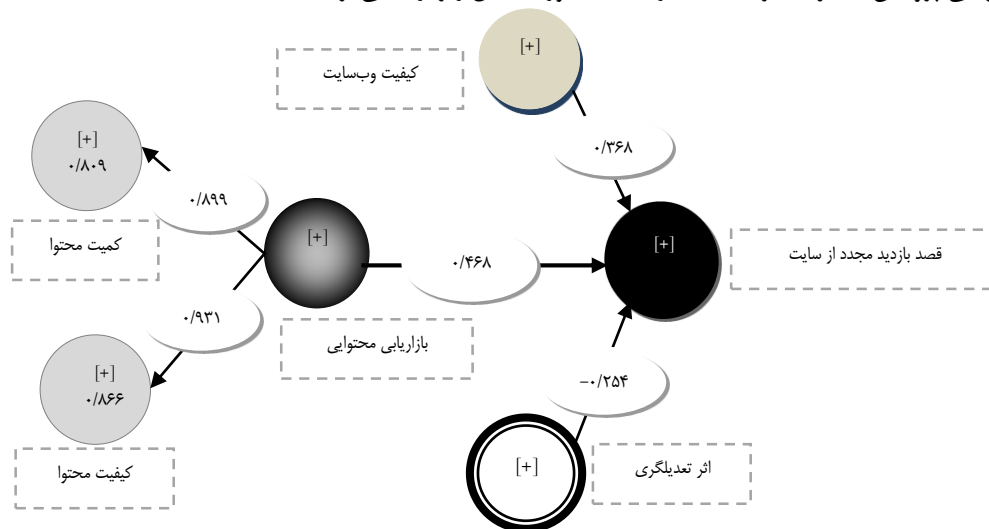 [+]
کیفیت وب‌سایت
[+]
۰/۸۰۹
۰/۳۶۸
۰/۸۹۹
کمیت محتوا
[+]
[+]
قصد بازدید مجدد از سایت
۰/۴۶۸
۰/۹۳۱
بازاریابی محتوایی
[+]
۰/۸۶۶
−۰/۲۵۴
کیفیت محتوا
[+]
اثر تعدیلگری